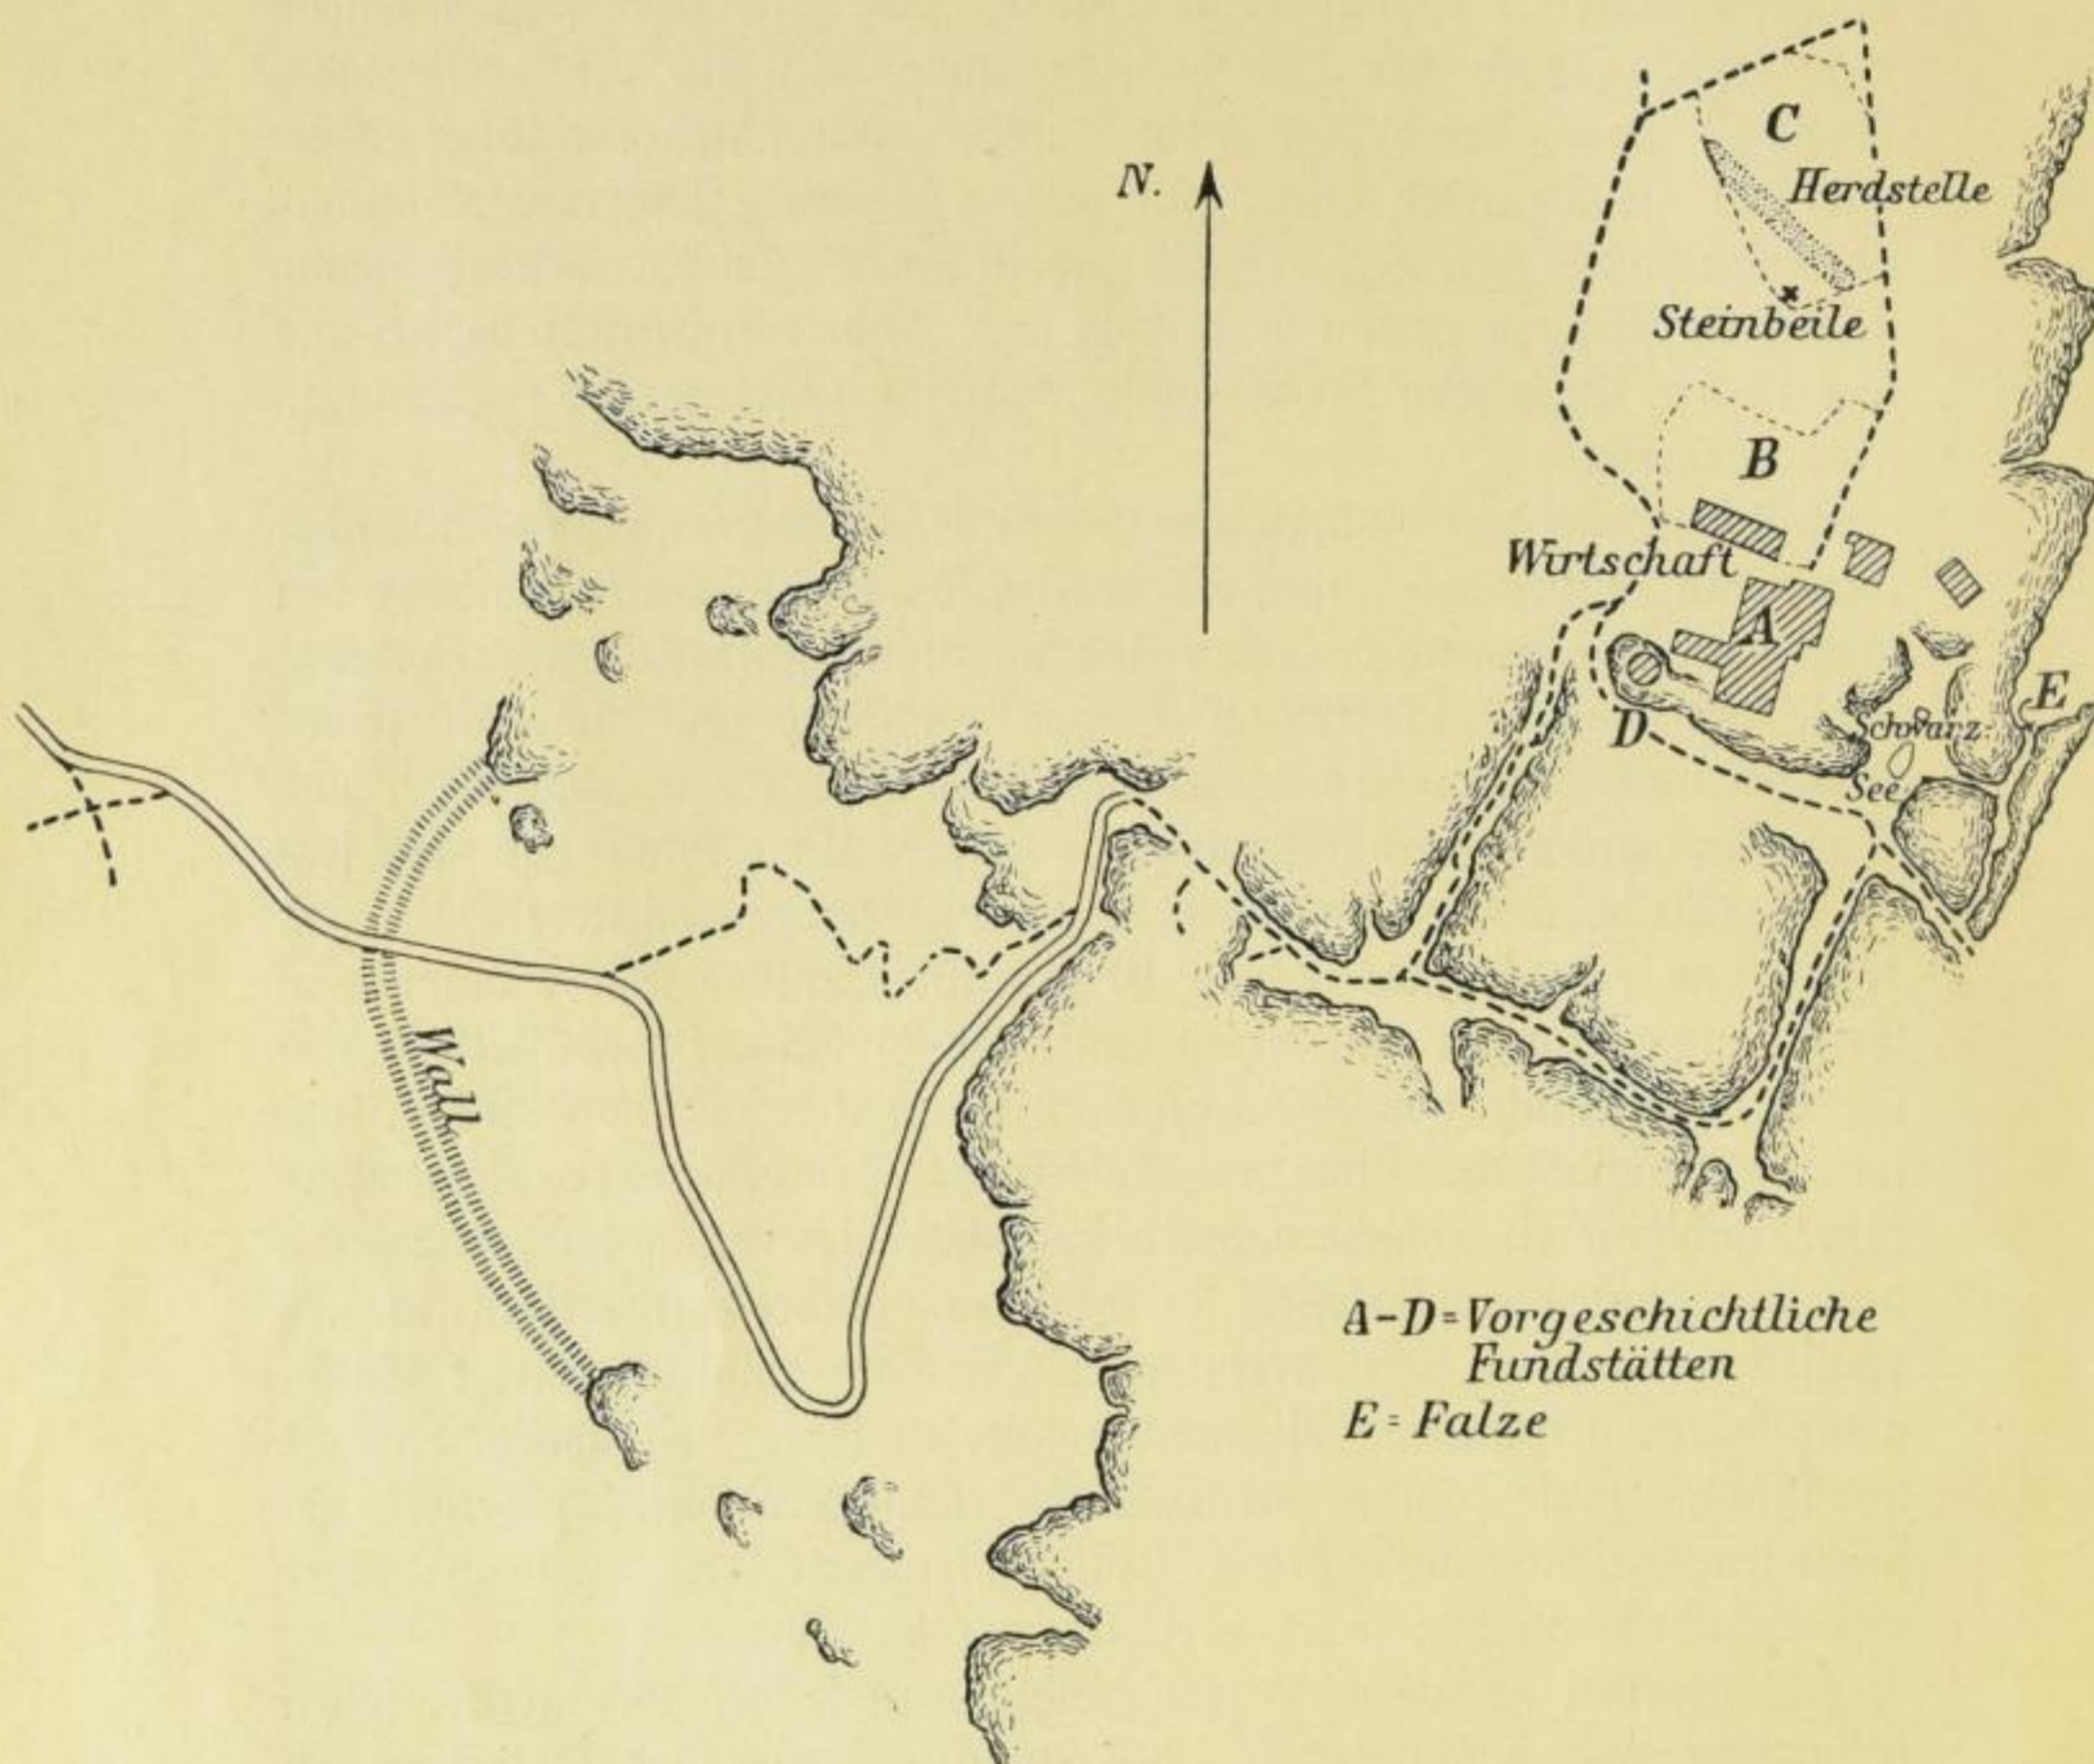 C
N.
Herdstelle
Steinbeile
B
Wirtschaft
A
E
D
Schwarz-
See
Wall
A-D=Vorgeschichtliche
Fundstätten
E=Falze